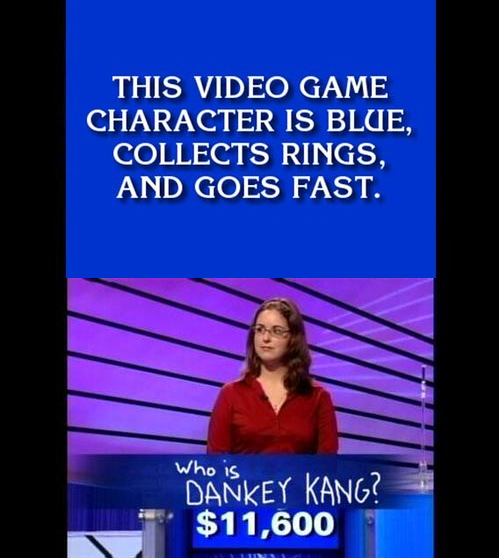 THIS VIDEO GAME
CHARACTER IS BLUE,
COLLECTS RINGS,
AND GOES FAST.
Who is
DANKEY KANG?
$11,600